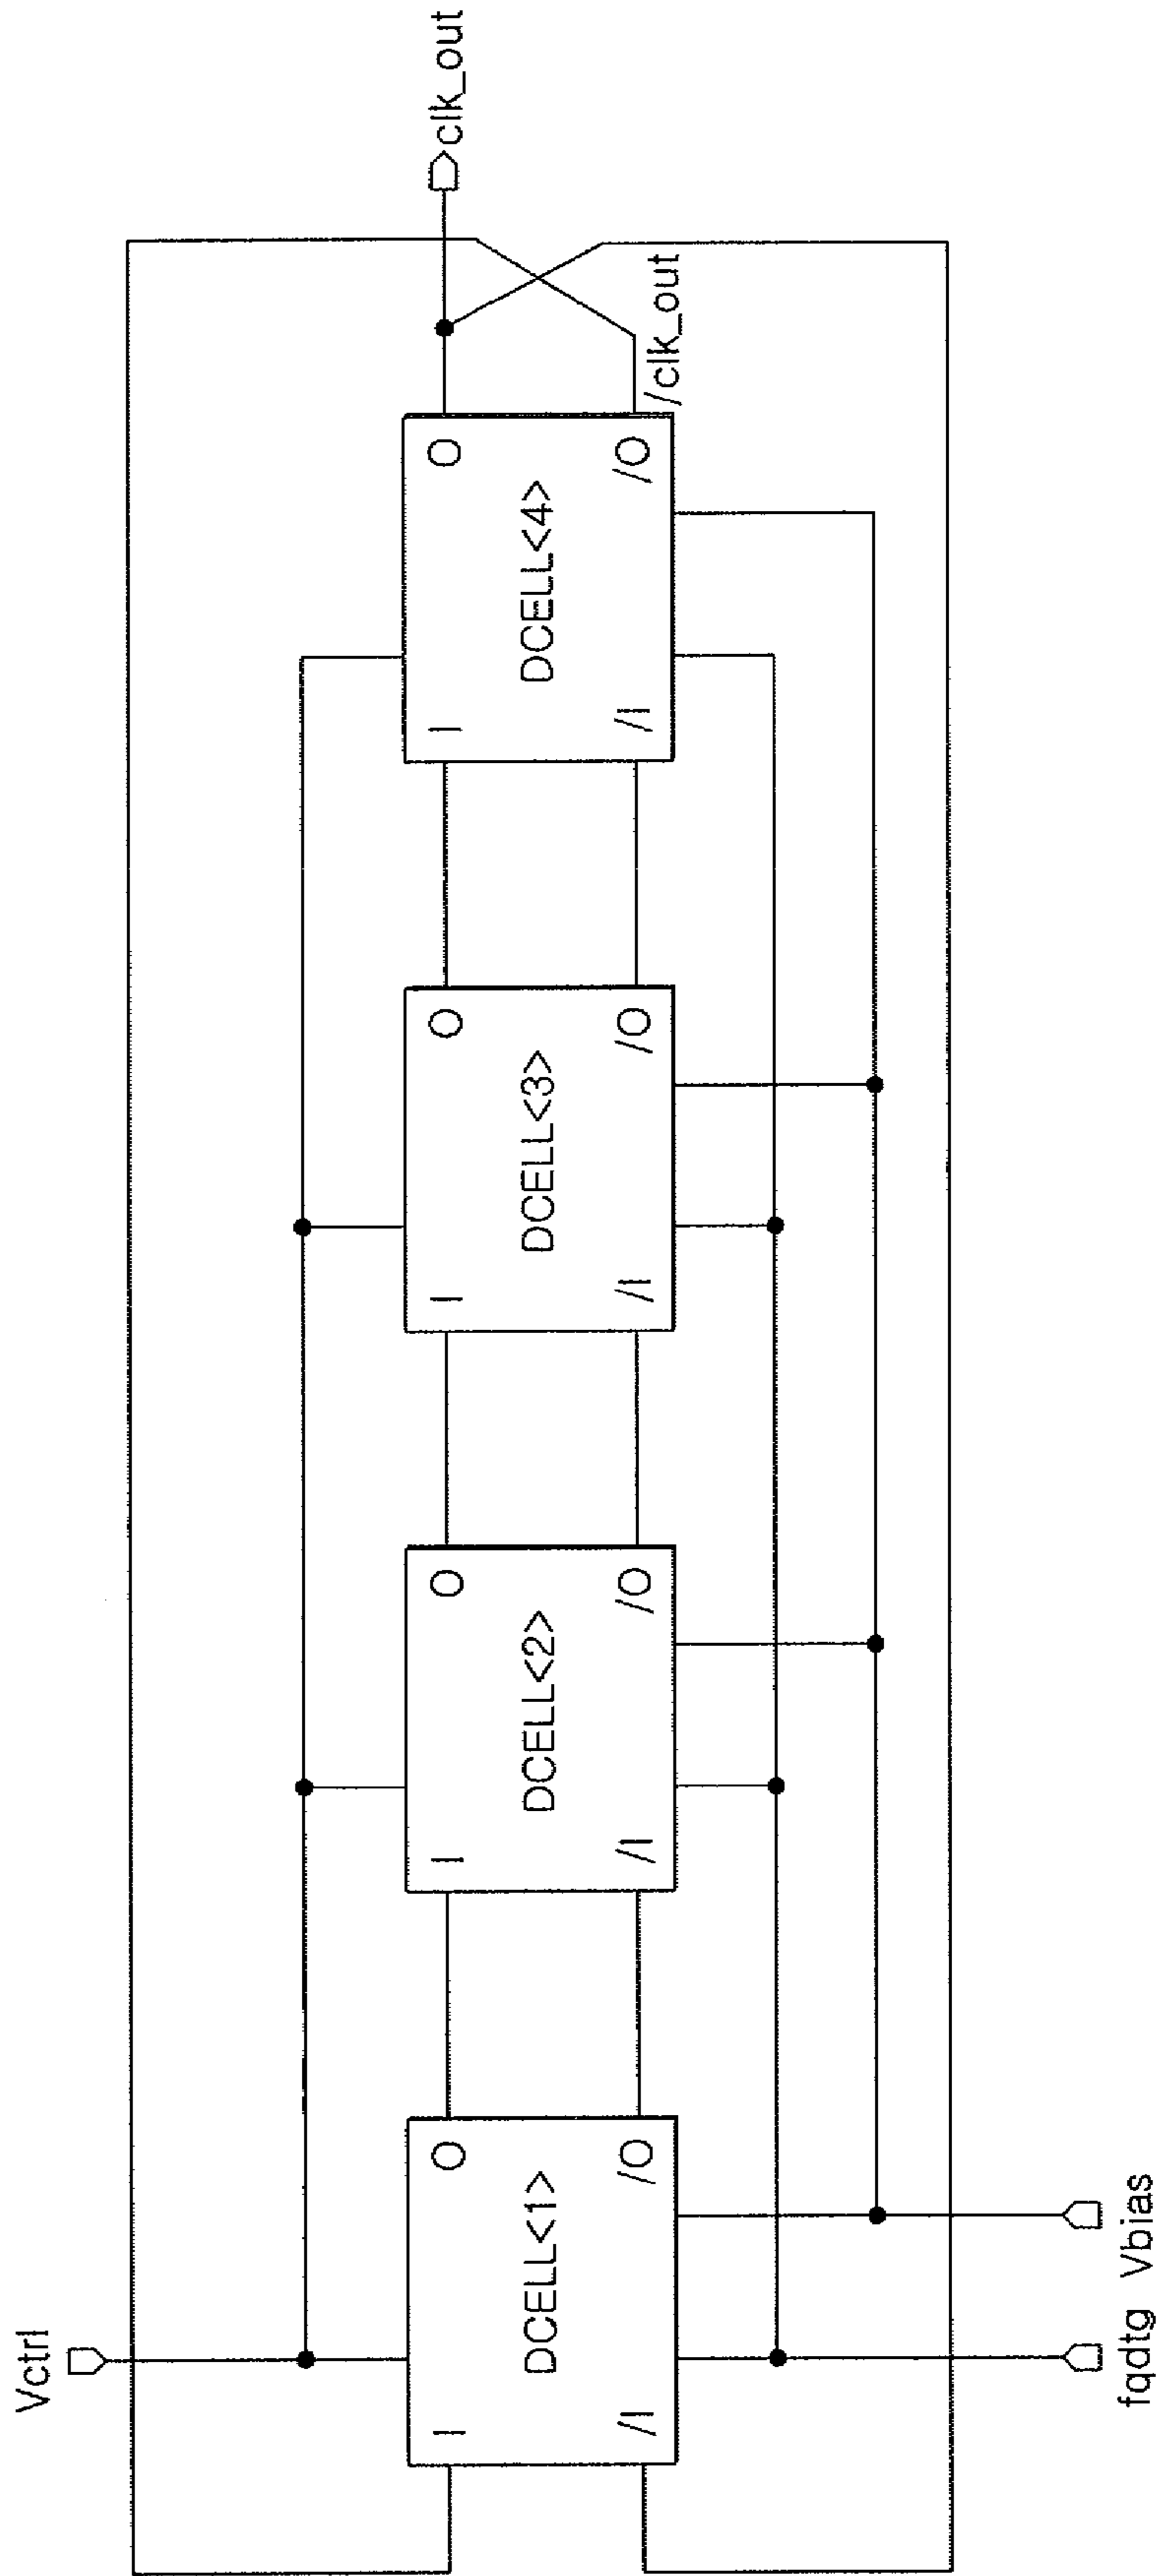 Vctrl
I
O
DCELL<1>
/I
/O
I
O
DCELL<2>
/I
/O
I
O
DCELL<3>
/I
/O
I
O
DCELL<4>
/I
/O
clk_out
/clk_out
fqdtg
Vbias